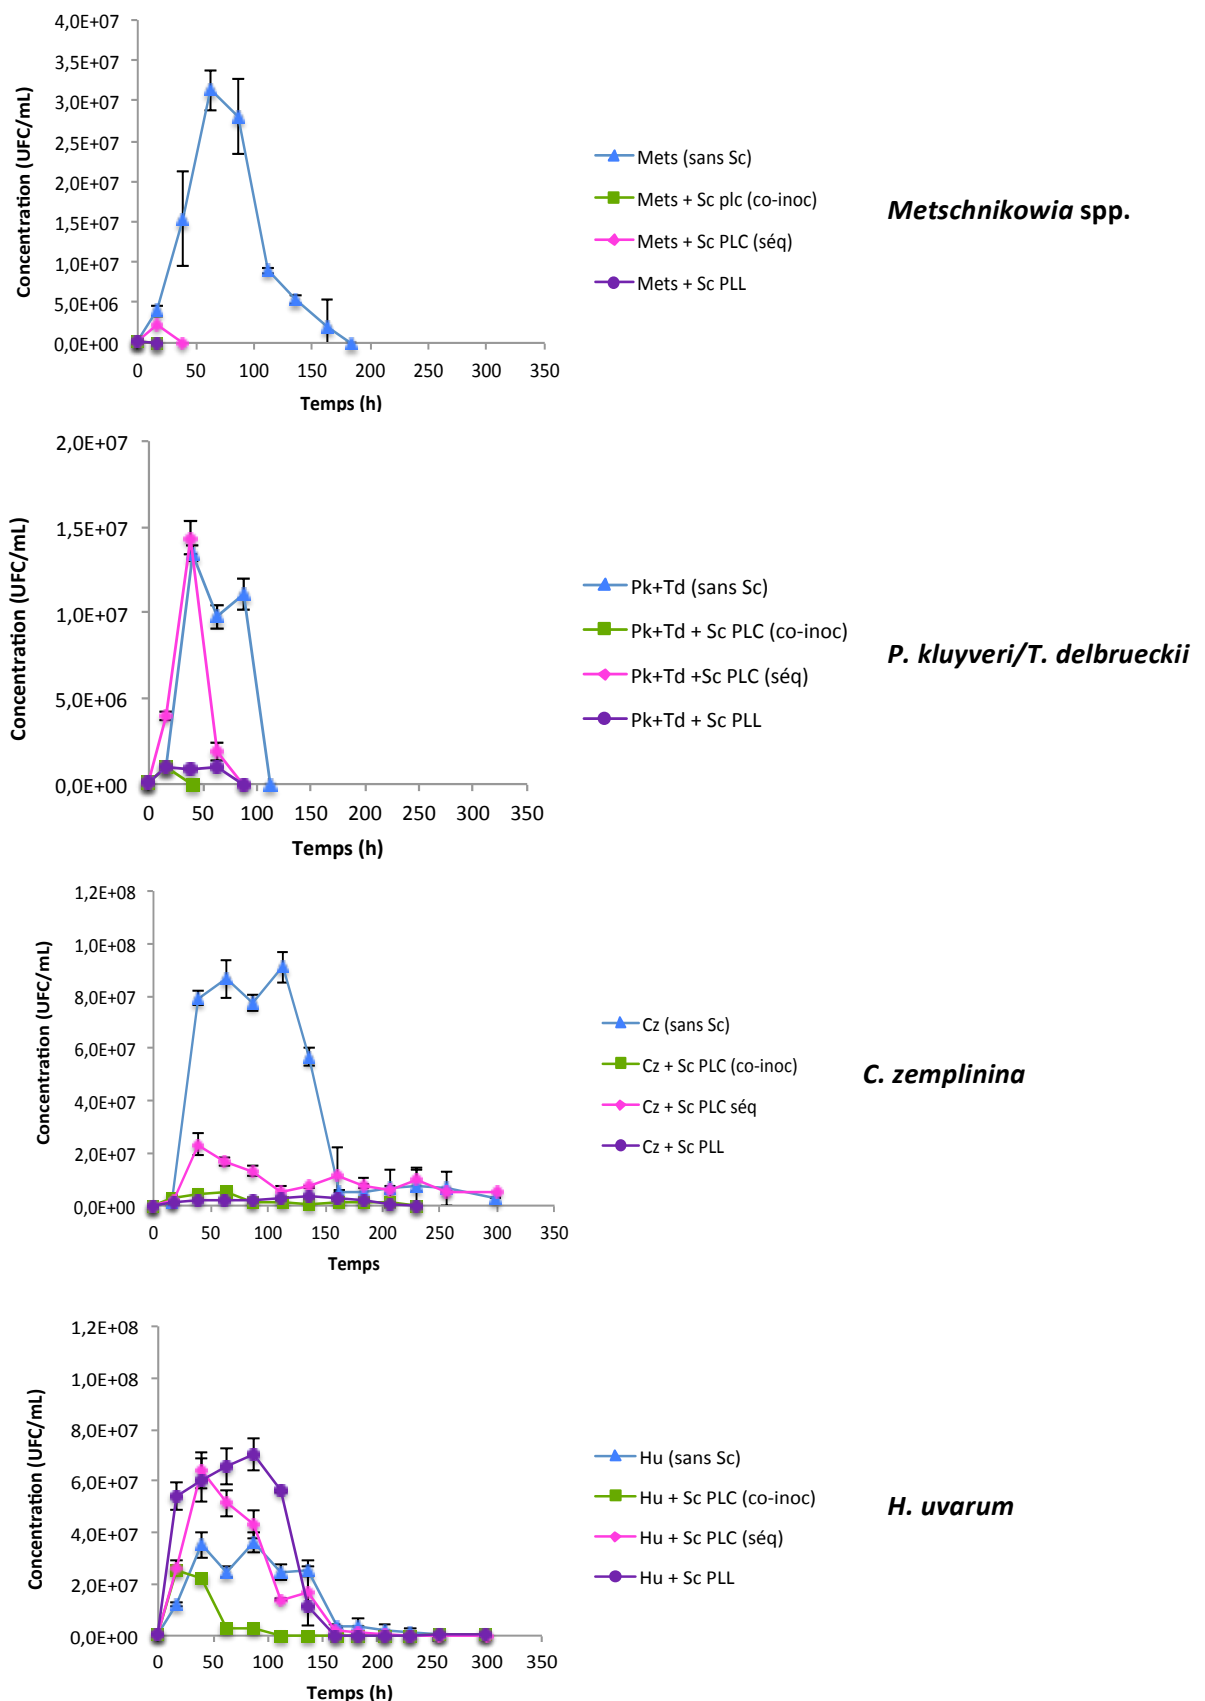 4,0E+07
3,5E+07
3,0E+07
2,5E+07
2,0E+07
1,5E+07
1,0E+07
5,0E+06
0,0E+00
Concentration (UFC/mL)
0 50 100 150 200 250 300 350
Temps (h)
Mets (sans Sc)
Mets + Sc plc (co-inoc)
Mets + Sc PLC (séq)
Mets + Sc PLL
Metschnikowia spp.
2,0E+07
1,5E+07
1,0E+07
5,0E+06
0,0E+00
Concentration (UFC/mL)
0 50 100 150 200 250 300 350
Temps (h)
Pk+Td (sans Sc)
Pk+Td + Sc PLC (co-inoc)
Pk+Td +Sc PLC (séq)
Pk+Td + Sc PLL
P. kluyveri/T. delbrueckii
1,2E+08
1,0E+08
8,0E+07
6,0E+07
4,0E+07
2,0E+07
0,0E+00
Concentration (UFC/mL)
0 50 100 150 200 250 300 350
Temps
Cz (sans Sc)
Cz + Sc PLC (co-inoc)
Cz + Sc PLC séq
Cz + Sc PLL
C. zemplinina
1,2E+08
1,0E+08
8,0E+07
6,0E+07
4,0E+07
2,0E+07
0,0E+00
Concentration (UFC/mL)
0 50 100 150 200 250 300 350
Temps (h)
Hu (sans Sc)
Hu + Sc PLC (co-inoc)
Hu + Sc PLC (séq)
Hu + Sc PLL
H. uvarum